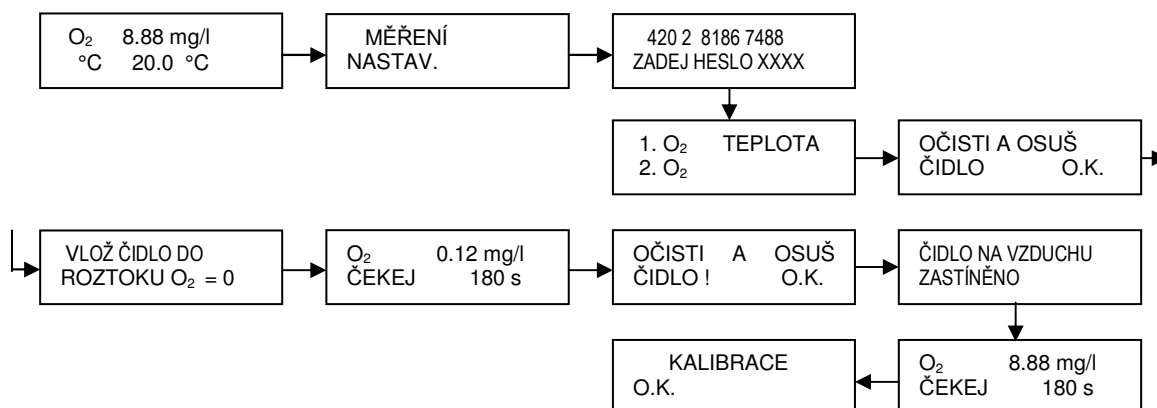 O₂ 8.88 mg/l
°C 20.0 °C
MĚŘENÍ
NASTAV.
420 2 8186 7488
ZADEJ HESLO XXXX
1. O₂ TEPLOTA
2. O₂
OČISTI A OSUŠ
ČIDLO O.K.
VLOŽ ČIDLO DO
ROZTOKU O₂ = 0
O₂ 0.12 mg/l
ČEKEJ 180 s
OČISTI A OSUŠ
ČIDLO ! O.K.
ČIDLO NA VZDUCHU
ZASTÍNĚNO
KALIBRACE
O.K.
O₂ 8.88 mg/l
ČEKEJ 180 s